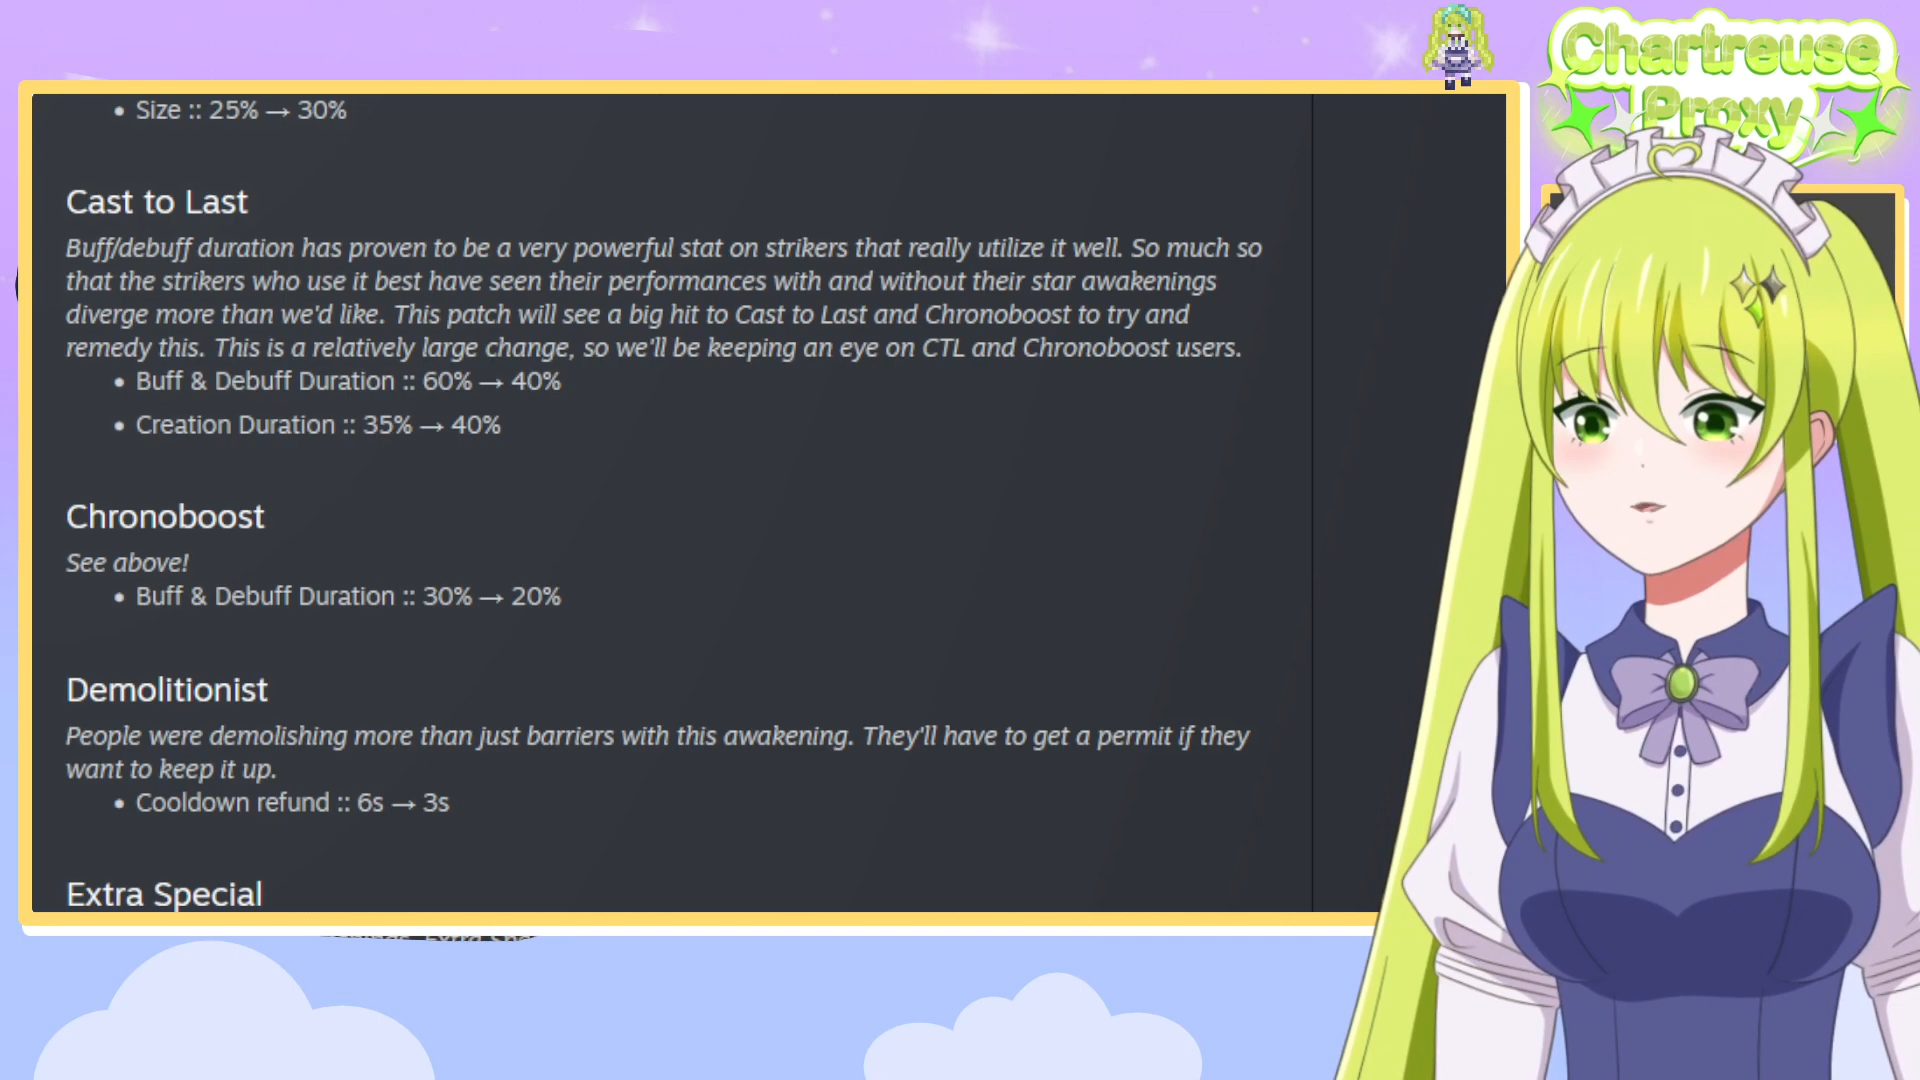 Chartreuse
Proxy
• Size :: 25% → 30%
Cast to Last
Buff/debuff duration has proven to be a very powerful stat on strikers that really utilize it well. So much so
that the strikers who use it best have seen their performances with and without their star awakenings
diverge more than we'd like. This patch will see a big hit to Cast to Last and Chronoboost to try and
remedy this. This is a relatively large change, so we'll be keeping an eye on CTL and Chronoboost users.
• Buff & Debuff Duration :: 60% → 40%
• Creation Duration :: 35% → 40%
Chronoboost
See above!
• Buff & Debuff Duration :: 30% → 20%
Demolitionist
People were demolishing more than just barriers with this awakening. They'll have to get a permit if they
want to keep it up.
• Cooldown refund :: 6s → 3s
Extra Special